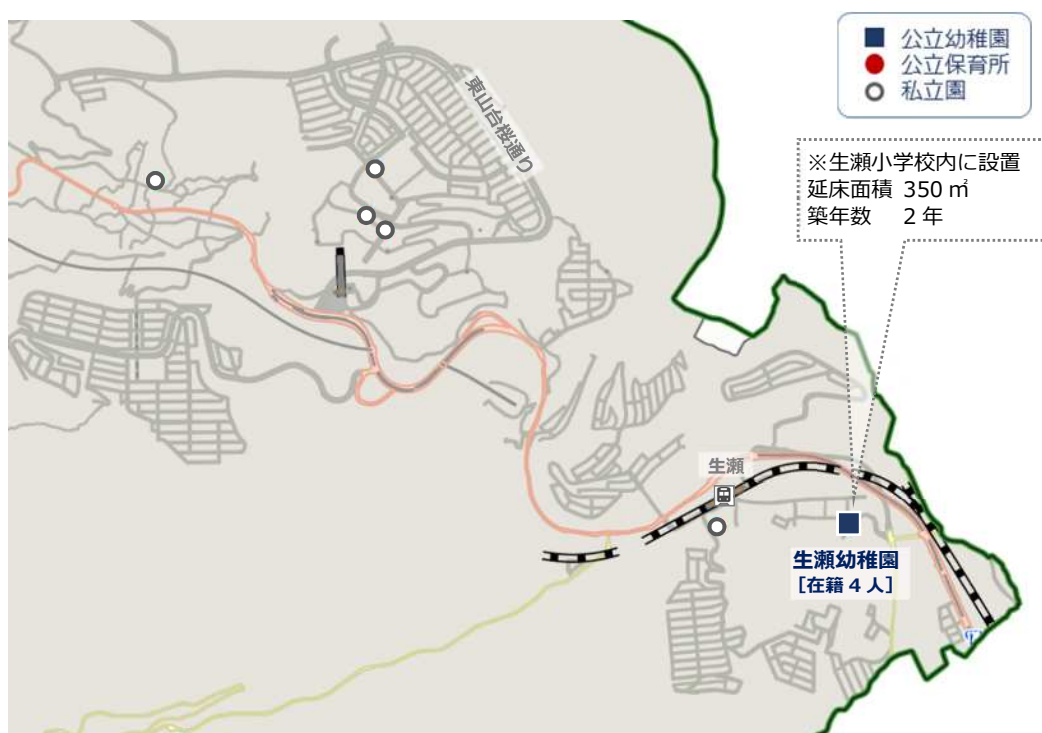 公立幼稚園
公立保育所
私立園
東山台桜通り
※生瀬小学校内に設置
延床面積 350 ㎡
築年数 2 年
生瀬
生瀬幼稚園
[在籍 4 人]